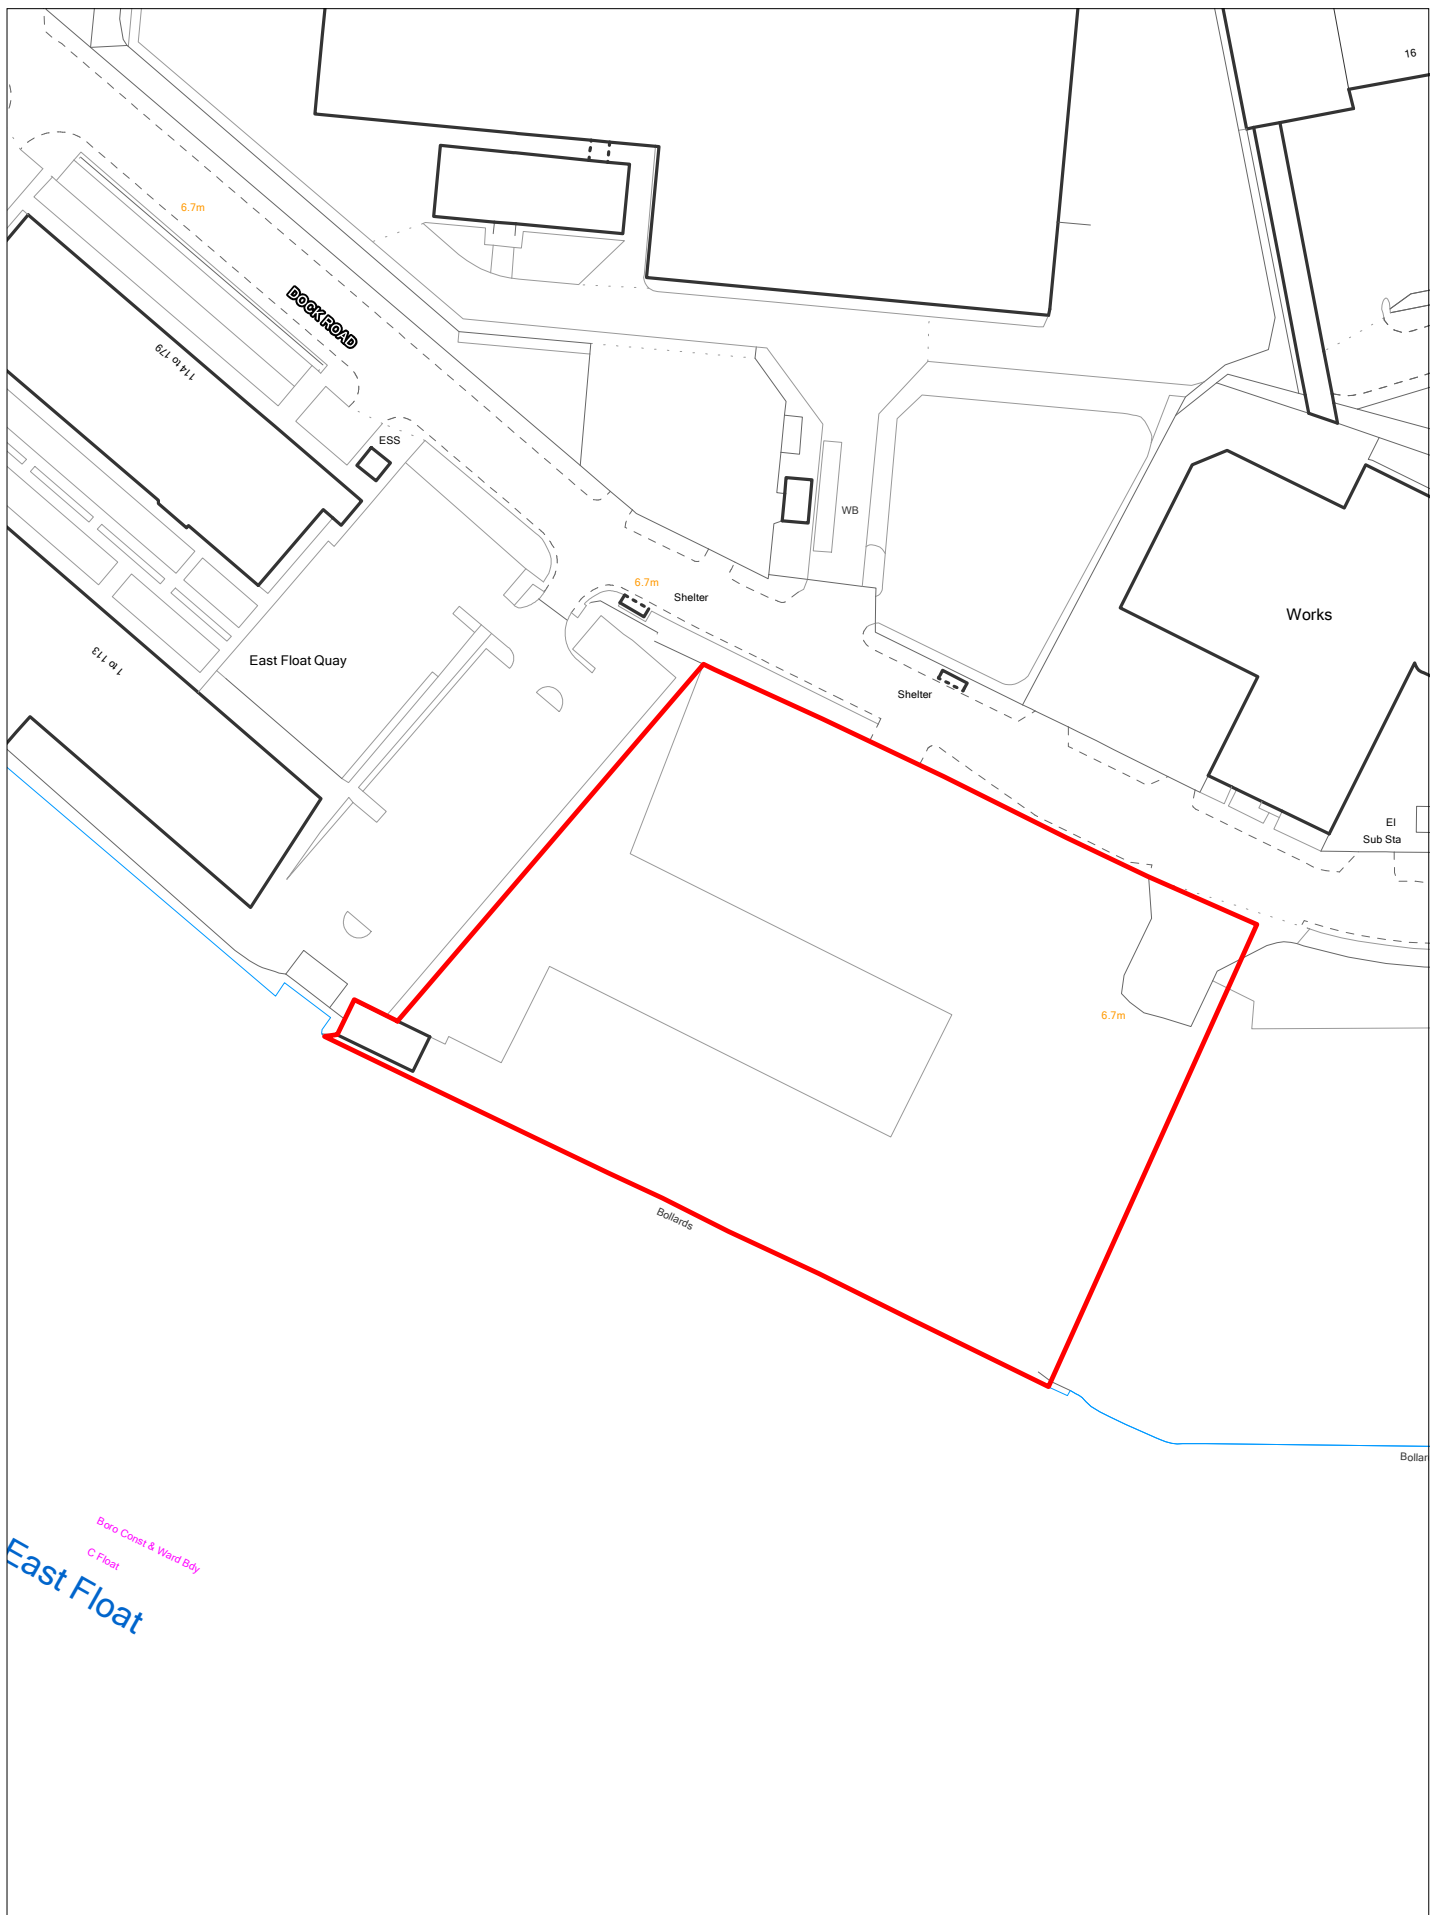 16
6.7m
DOCK ROAD
114 to 179
ESS
WB
6.7m
Shelter
Works
East Float Quay
1 to 113
Shelter
El
Sub Sta
6.7m
Bollards
Bollar
Boro Const & Ward Bdy
C Float
East Float